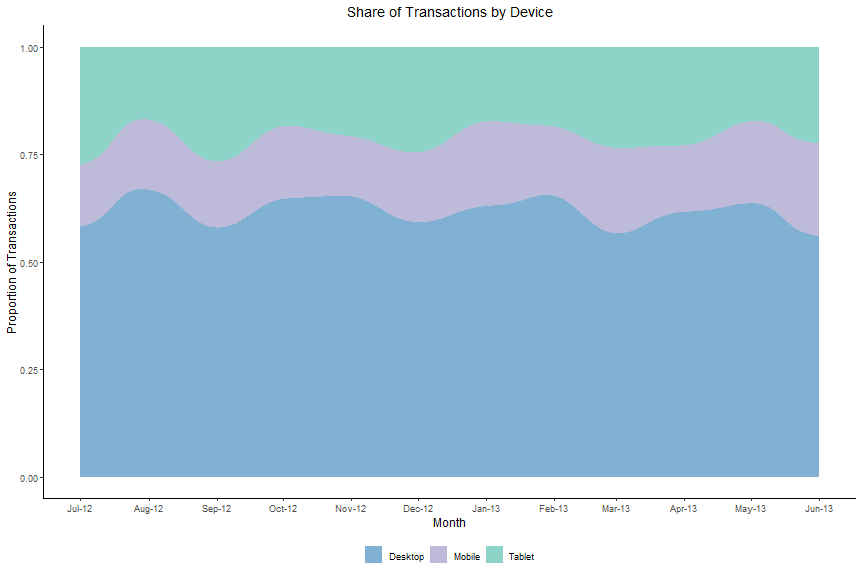 Share of Transactions by Device
Proportion of Transactions
1.00
0.75
0.50
0.25
0.00
Jul-12 Aug-12 Sep-12 Oct-12 Nov-12 Dec-12 Jan-13 Feb-13 Mar-13 Apr-13 May-13 Jun-13
Month
Desktop Mobile Tablet